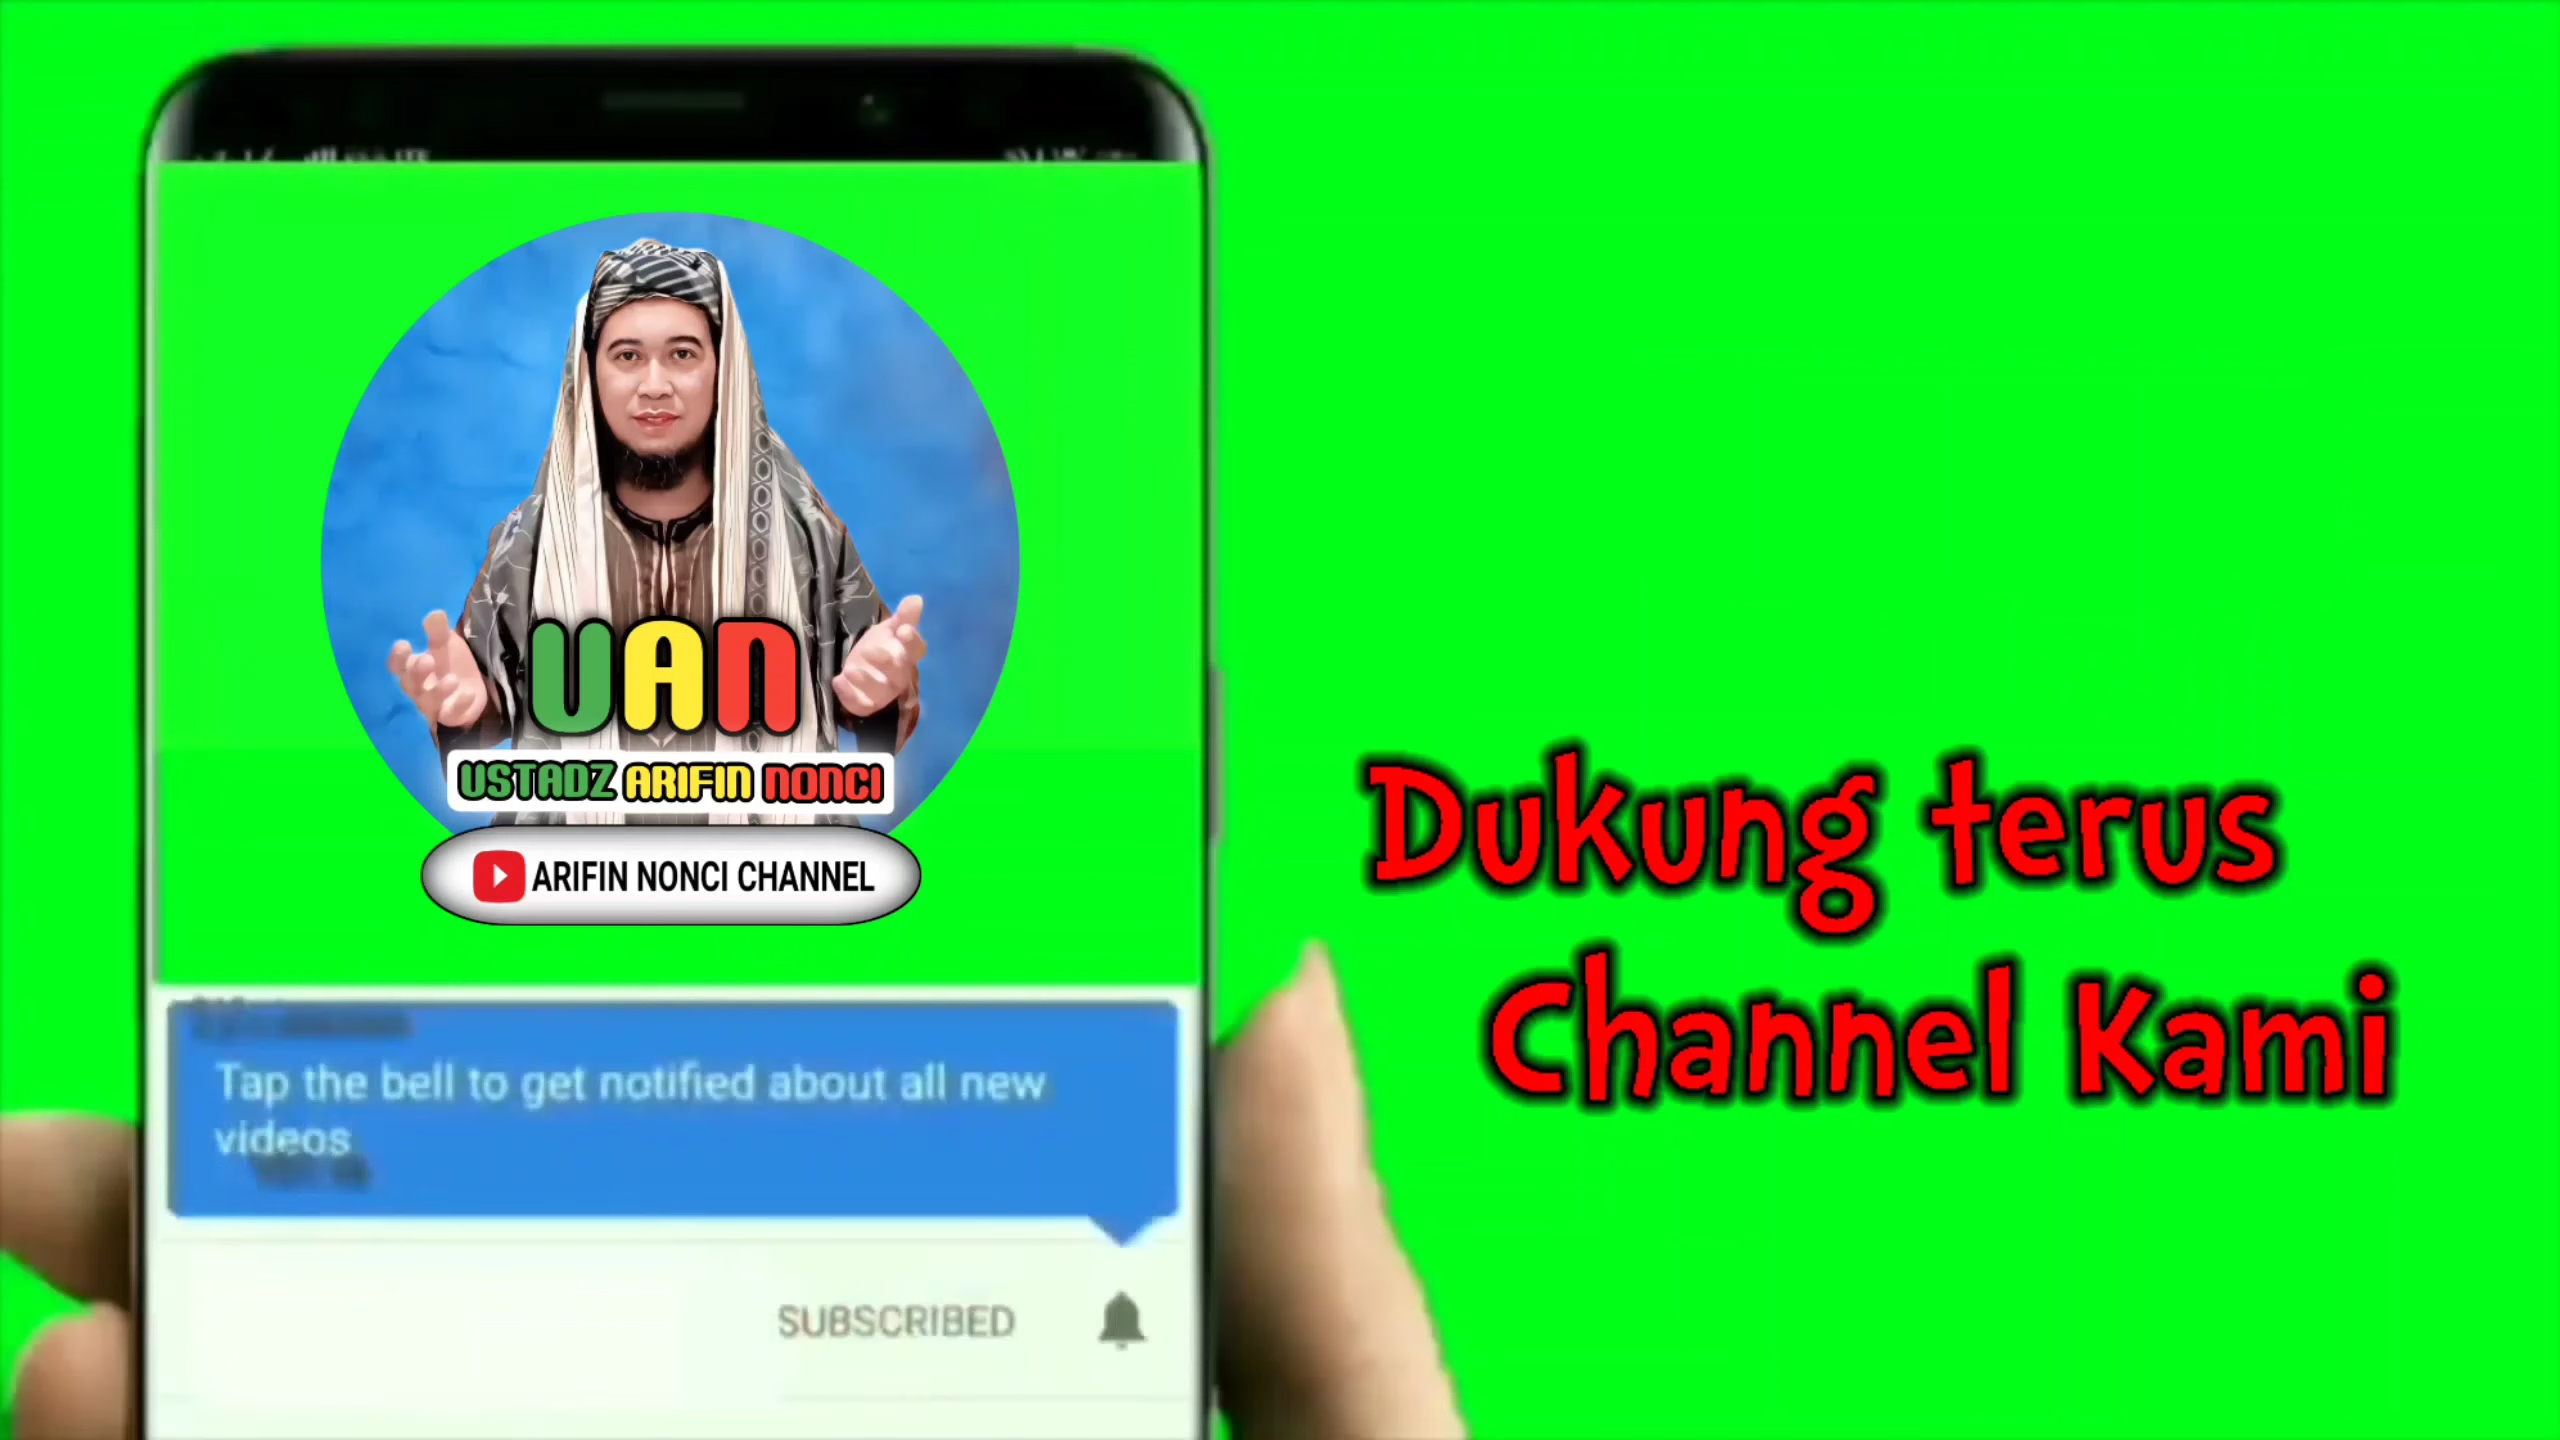 UAN
USTADZ ARIFIN NONCI
ARIFIN NONCI CHANNEL
Tap the bell to get notified about all new
videos
SUBSCRIBED
Dukung terus
Channel Kami